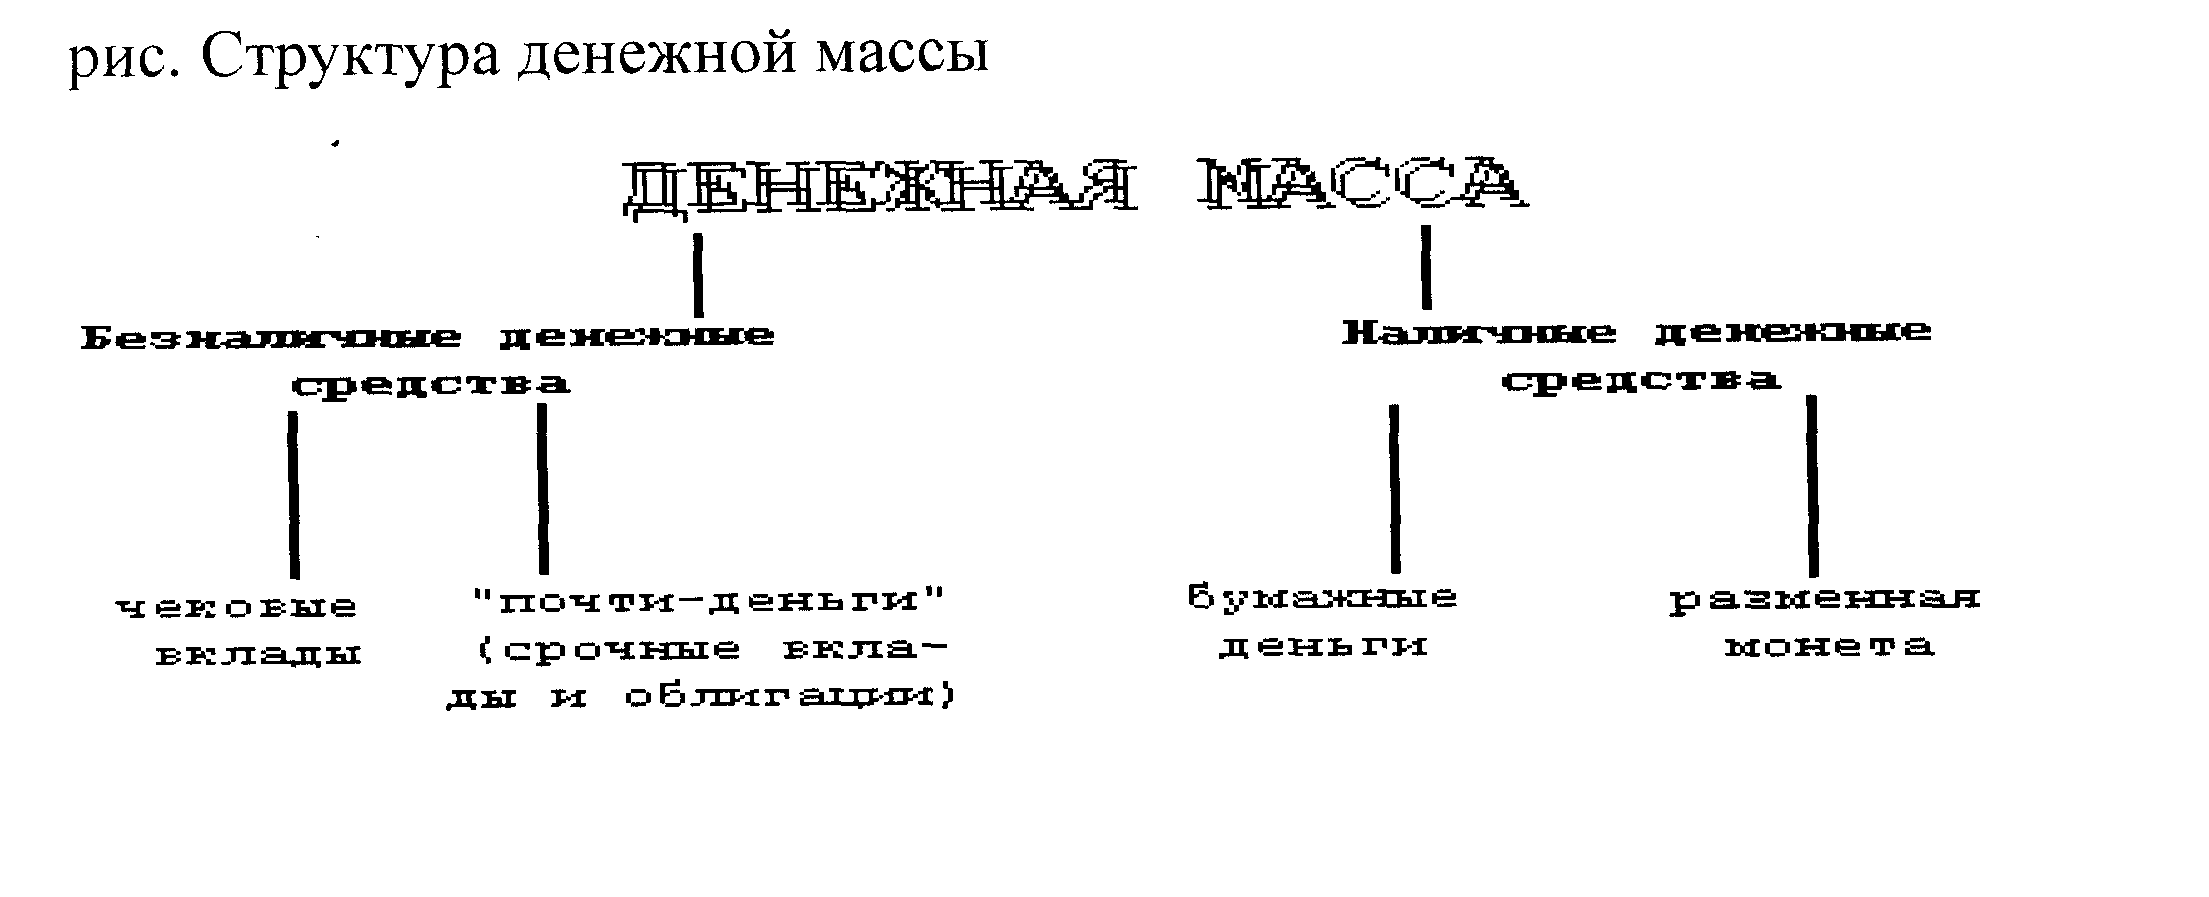 рис. Структура денежной массы
ДЕНЕЖНАЯ МАССА
Безналичные денежные
средства
Наличные денежные
средства
чековые
вклады
"почти-деньги"
(срочные вкла-
ды и облигации)
бумажные
деньги
разменная
монета